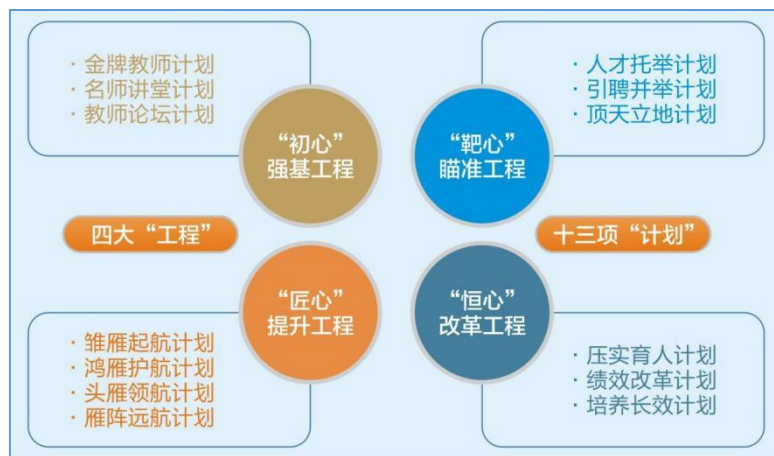 · 金牌教师计划
· 名师讲堂计划
· 教师论坛计划
“初心”
强基工程
“靶心”
瞄准工程
· 人才托举计划
· 引聘并举计划
· 顶天立地计划
四大“工程”
十三项“计划”
· 雏雁起航计划
· 鸿雁护航计划
· 头雁领航计划
· 雁阵远航计划
“匠心”
提升工程
“恒心”
改革工程
· 压实育人计划
· 绩效改革计划
· 培养长效计划